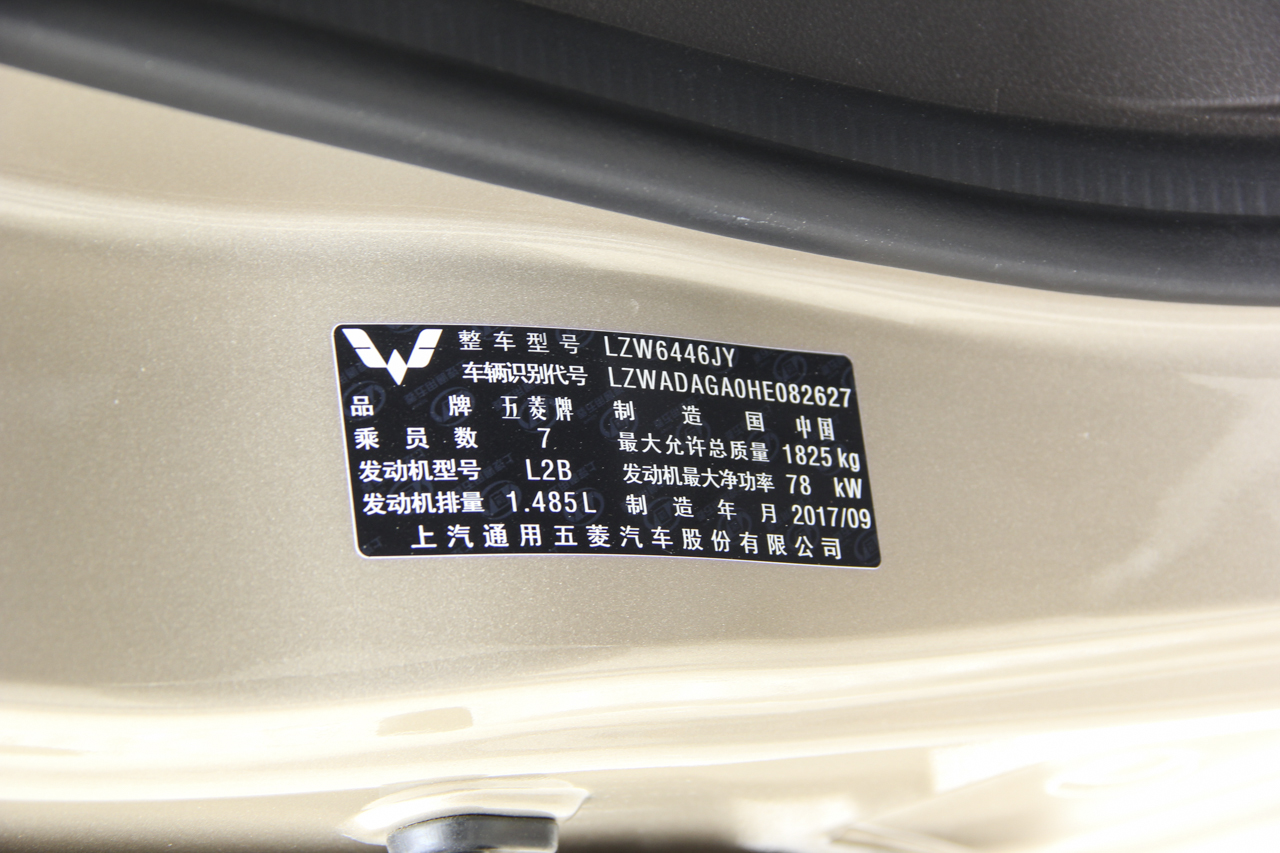 整车型号 LZW6446JY
车辆识别代号 LZWADAGA0HE082627
品牌 五菱牌 制造国 中国
乘员数 7 最大允许总质量 1825 kg
发动机型号 L2B 发动机最大净功率 78 kW
发动机排量 1.485L 制造年月 2017/09
上汽通用五菱汽车股份有限公司